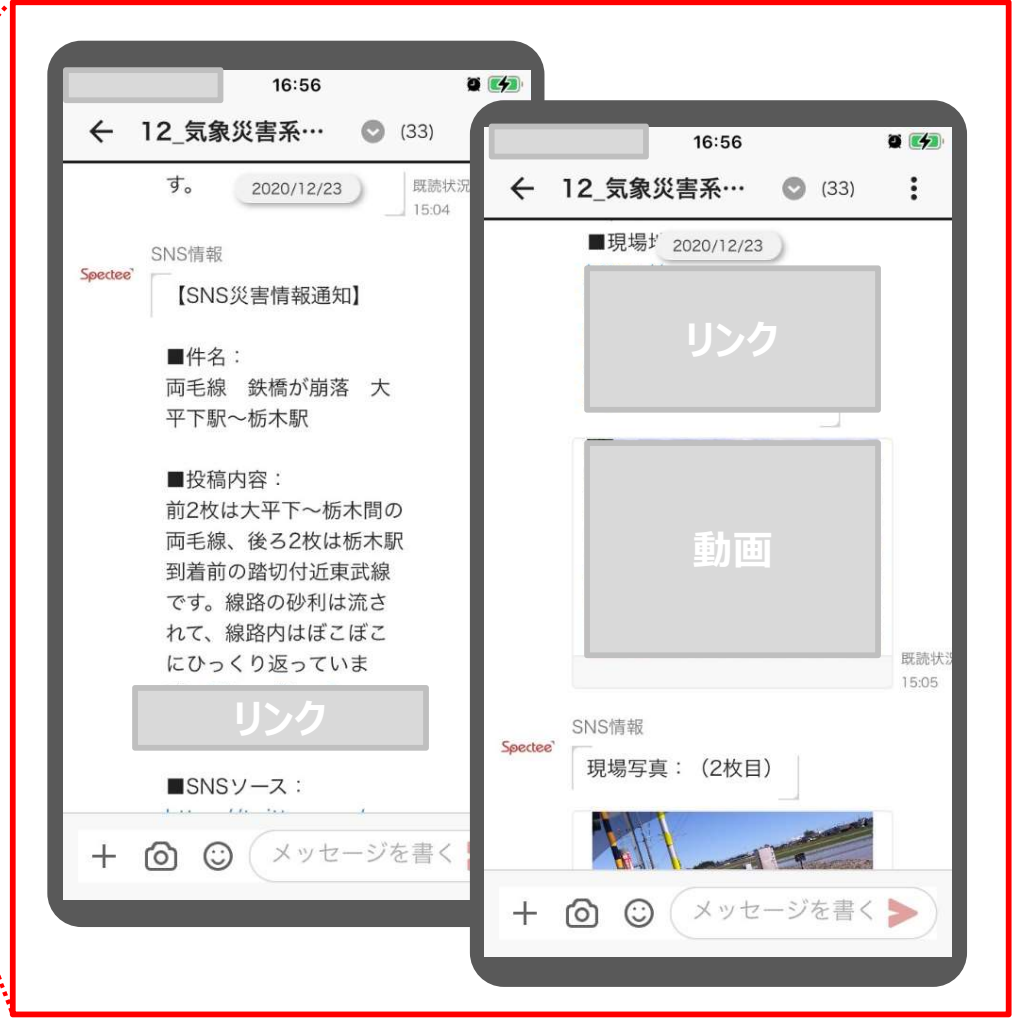 16:56
12_気象災害系… (33)
す。
2020/12/23
既読状況
15:04
SNS情報
Spectee
【SNS災害情報通知】
■件名：
両毛線　鉄橋が崩落　大
平下駅～栃木駅
■投稿内容：
前2枚は大平下～栃木間の
両毛線、後ろ2枚は栃木駅
到着前の踏切付近東武線
です。線路の砂利は流さ
れて、線路内はぼこぼこ
にひっくり返っていま
リンク
■SNSソース：
メッセージを書く
16:56
12_気象災害系… (33)
■現場
2020/12/23
リンク
動画
既読状況
15:05
SNS情報
Spectee
現場写真：（2枚目）
メッセージを書く